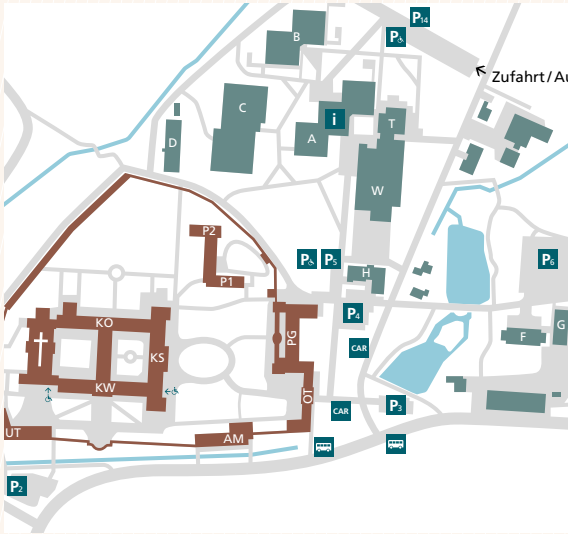 P14
B
P
Zufahrt/Au
C
i
T
A
D
W
P2
P P5
H
P6
P1
P4
KO
PG
G
F
KS
CAR
KW
OT
CAR
P3
UT
AM
P2